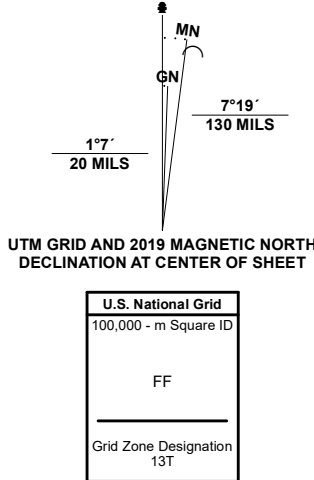 MN
GN
7°19´
130 MILS
1°7´
20 MILS
UTM GRID AND 2019 MAGNETIC NORTH
DECLINATION AT CENTER OF SHEET
U.S. National Grid
100,000 - m Square ID
FF
Grid Zone Designation
13T